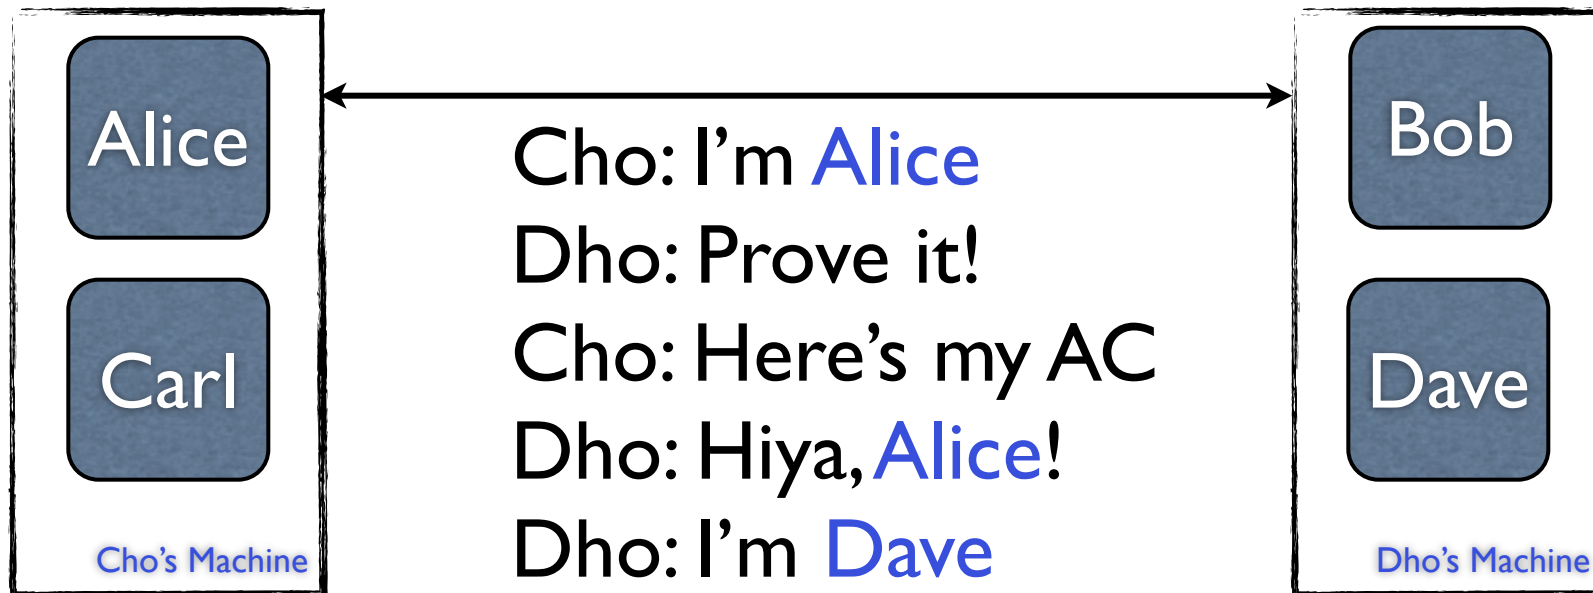 Alice
Carl
Cho's Machine
Cho: I'm Alice
Dho: Prove it!
Cho: Here's my AC
Dho: Hiya, Alice!
Dho: I'm Dave
Bob
Dave
Dho's Machine